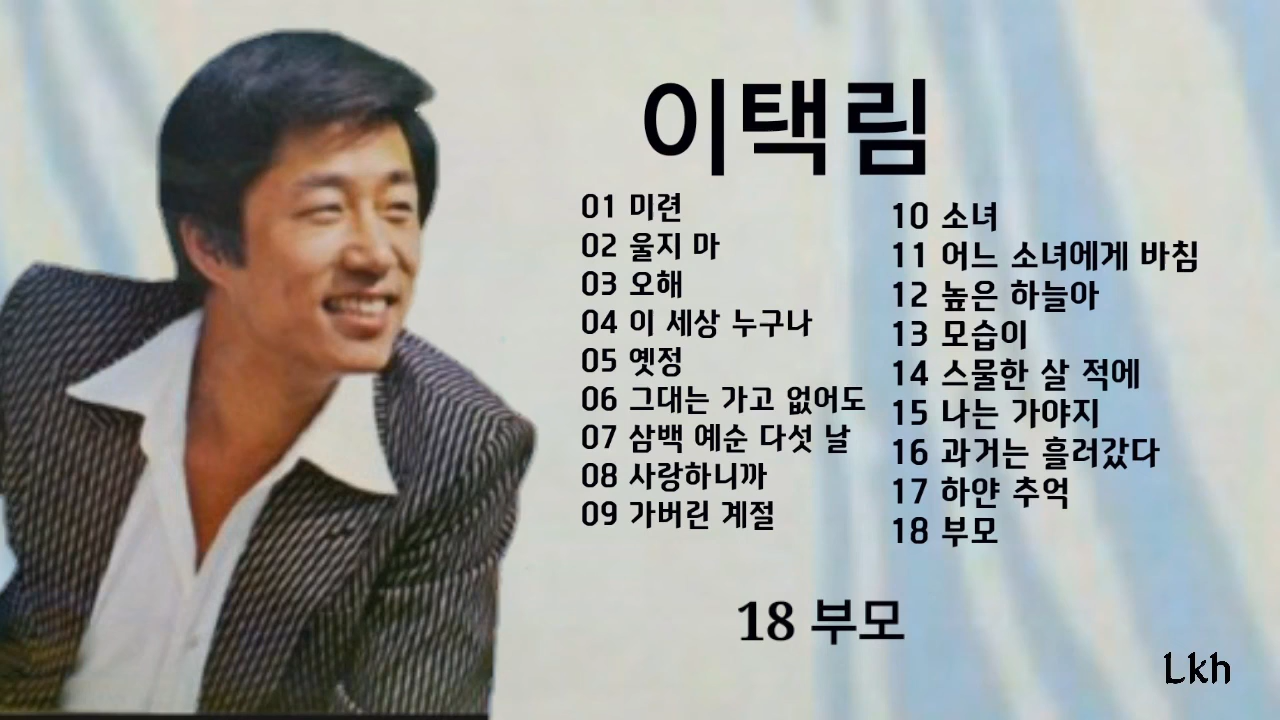 이택림
01 미련
02 울지 마
03 오해
04 이 세상 누구나
05 옛정
06 그대는 가고 없어도
07 삼백 예순 다섯 날
08 사랑하니까
09 가버린 계절
10 소녀
11 어느 소녀에게 바침
12 높은 하늘아
13 모습이
14 스물한 살 적에
15 나는 가야지
16 과거는 흘러갔다
17 하얀 추억
18 부모
18 부모
Lkh